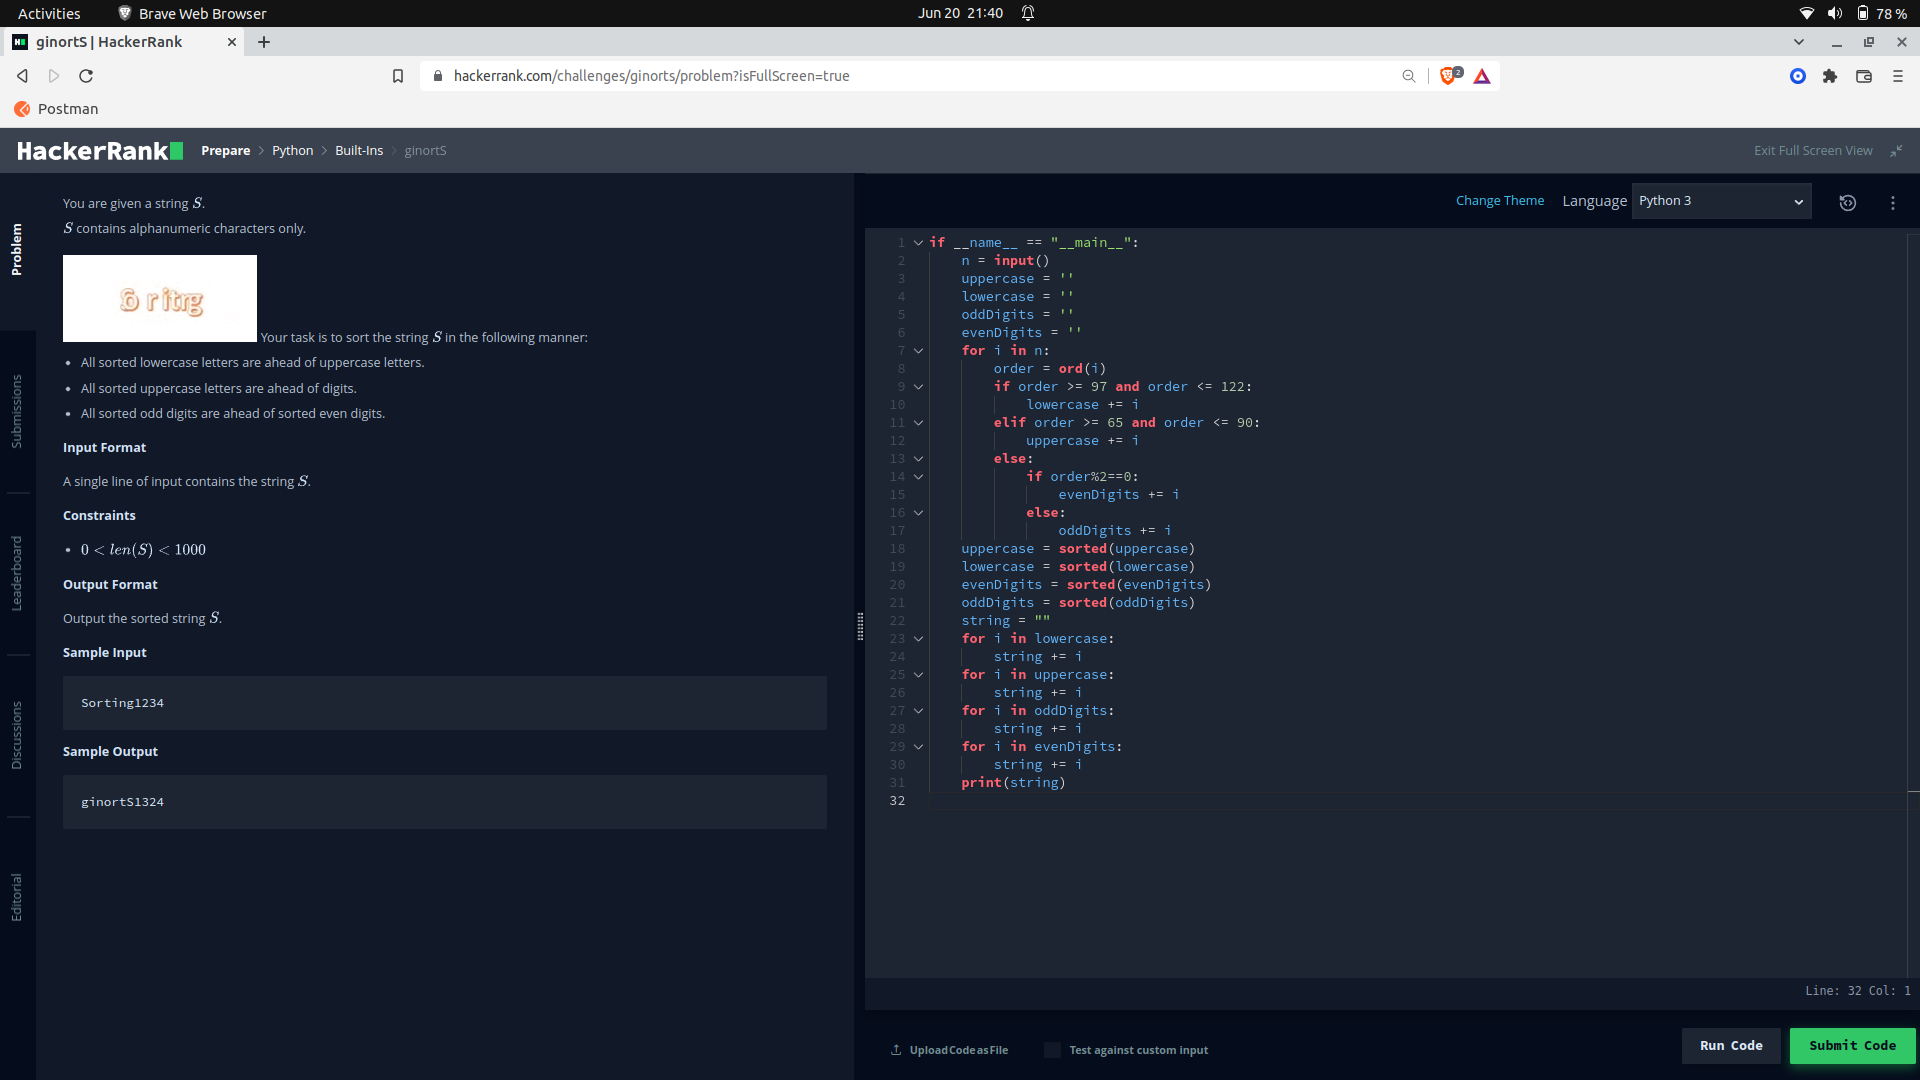 Activities
Brave Web Browser
Jun 20 21:40
78 %
ginortS | HackerRank
hackerrank.com/challenges/ginorts/problem?isFullScreen=true
2
Postman
HackerRank
Prepare > Python > Built-Ins > ginortS
Exit Full Screen View
Problem
Submissions
Leaderboard
Discussions
Editorial
You are given a string S.
S contains alphanumeric characters only.
Your task is to sort the string S in the following manner:
• All sorted lowercase letters are ahead of uppercase letters.
• All sorted uppercase letters are ahead of digits.
• All sorted odd digits are ahead of sorted even digits.
Input Format
A single line of input contains the string S.
Constraints
• 0 < len(S) < 1000
Output Format
Output the sorted string S.
Sample Input
Sorting1234
Sample Output
ginortS1324
Change Theme
Language
Python 3
1 if __name__ == "__main__":
2 n = input()
3 uppercase = ''
4 lowercase = ''
5 oddDigits = ''
6 evenDigits = ''
7 for i in n:
8 order = ord(i)
9 if order >= 97 and order <= 122:
10 lowercase += i
11 elif order >= 65 and order <= 90:
12 uppercase += i
13 else:
14 if order%2==0:
15 evenDigits += i
16 else:
17 oddDigits += i
18 uppercase = sorted(uppercase)
19 lowercase = sorted(lowercase)
20 evenDigits = sorted(evenDigits)
21 oddDigits = sorted(oddDigits)
22 string = ""
23 for i in lowercase:
24 string += i
25 for i in uppercase:
26 string += i
27 for i in oddDigits:
28 string += i
29 for i in evenDigits:
30 string += i
31 print(string)
32
Line: 32 Col: 1
Upload Code as File
Test against custom input
Run Code
Submit Code